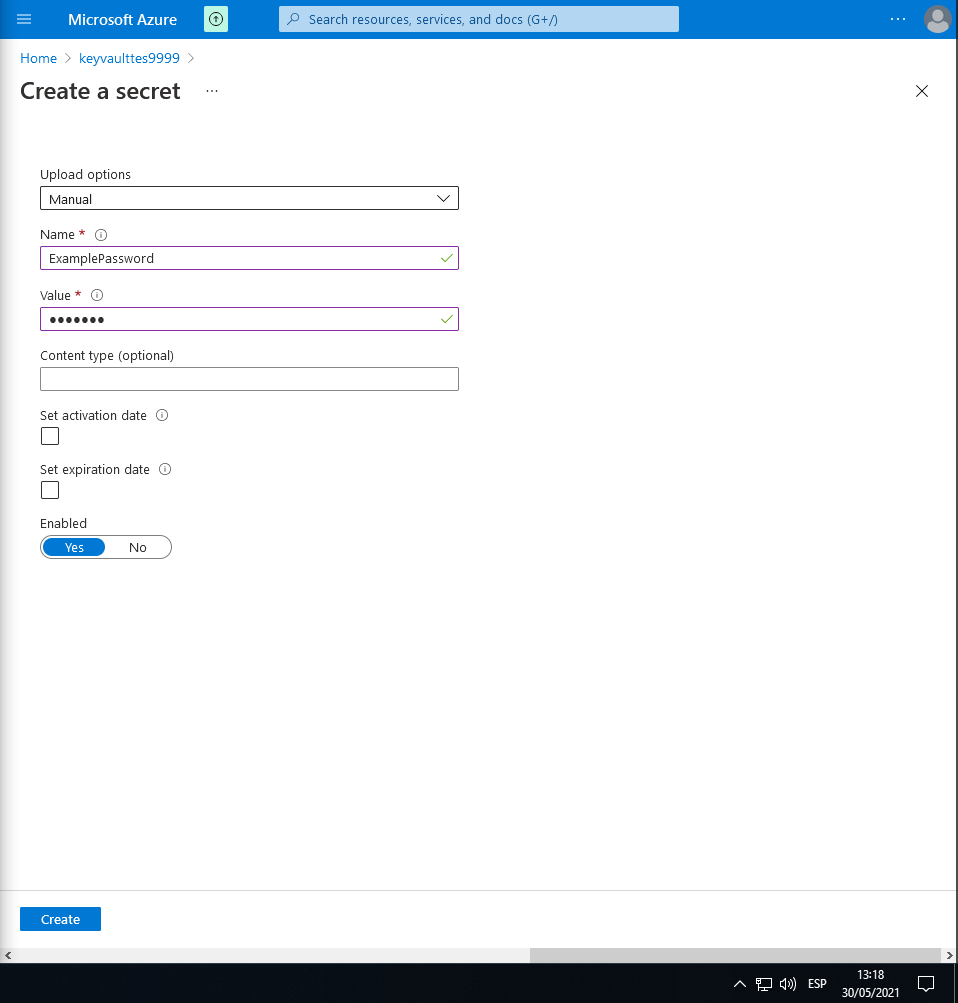 Microsoft Azure
Search resources, services, and docs (G+/)
Home > keyvaulttes9999 >
Create a secret ...
Upload options
Manual
Name *
ExamplePassword
Value *
●●●●●●●
Content type (optional)
Set activation date
Set expiration date
Enabled
Yes No
Create
ESP
13:18
30/05/2021